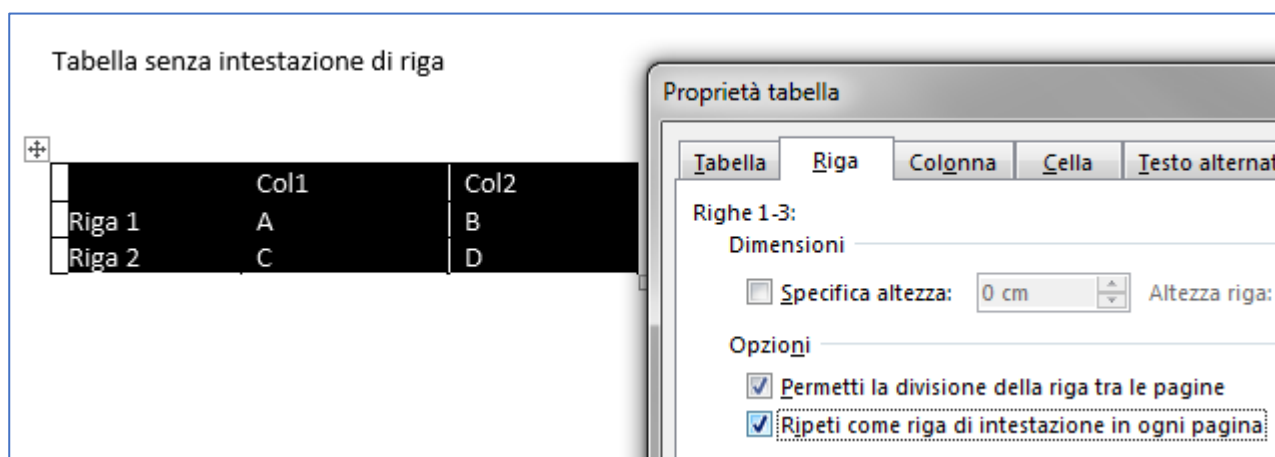 Tabella senza intestazione di riga
Col1 Col2
Riga 1 A B
Riga 2 C D
Proprietà tabella
Tabella Riga Colonna Cella Testo alternat
Righe 1-3:
Dimensioni
Specifica altezza: 0 cm Altezza riga:
Opzioni
Permetti la divisione della riga tra le pagine
Ripeti come riga di intestazione in ogni pagina